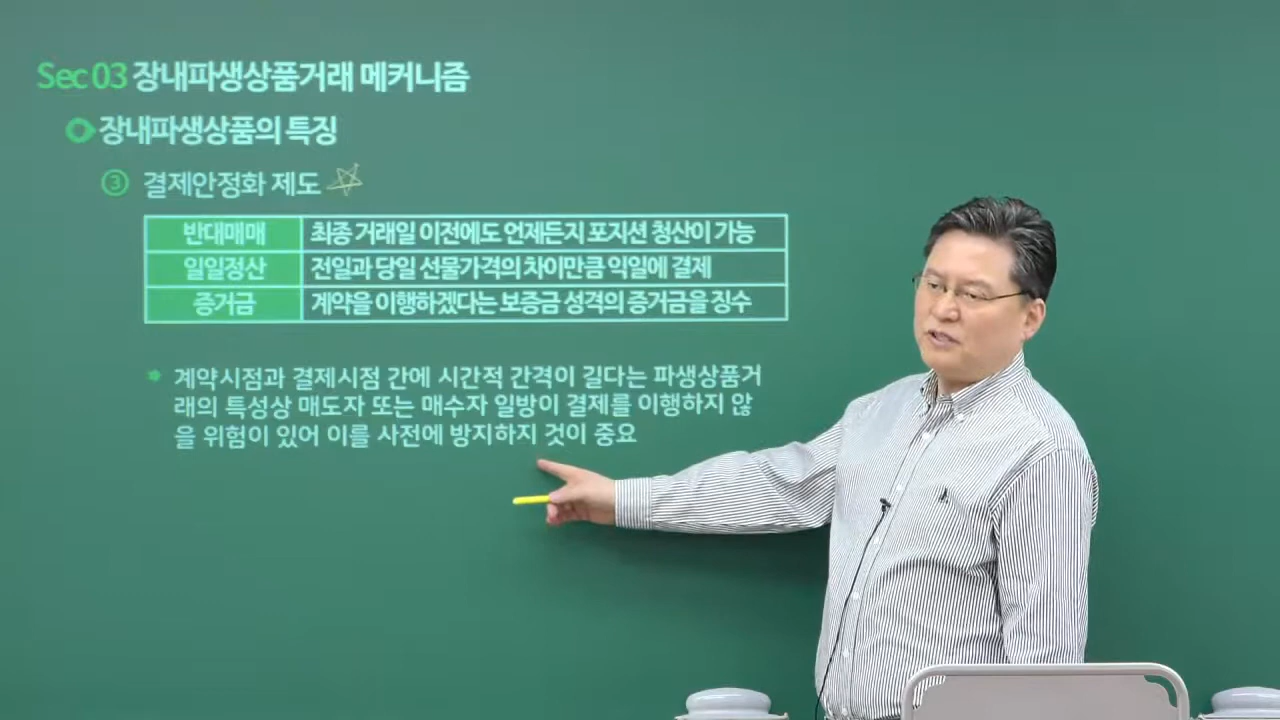 Sec 03 장내파생상품거래 메커니즘
장내파생상품의 특징
③ 결제안정화 제도
반대매매 최종 거래일 이전에도 언제든지 포지션 청산이 가능
일일정산 전일과 당일 선물가격의 차이만큼 익일에 결제
증거금 계약을 이행하겠다는 보증금 성격의 증거금을 징수
계약시점과 결제시점 간에 시간적 간격이 길다는 파생상품거
래의 특성상 매도자 또는 매수자 일방이 결제를 이행하지 않
을 위험이 있어 이를 사전에 방지하지 것이 중요